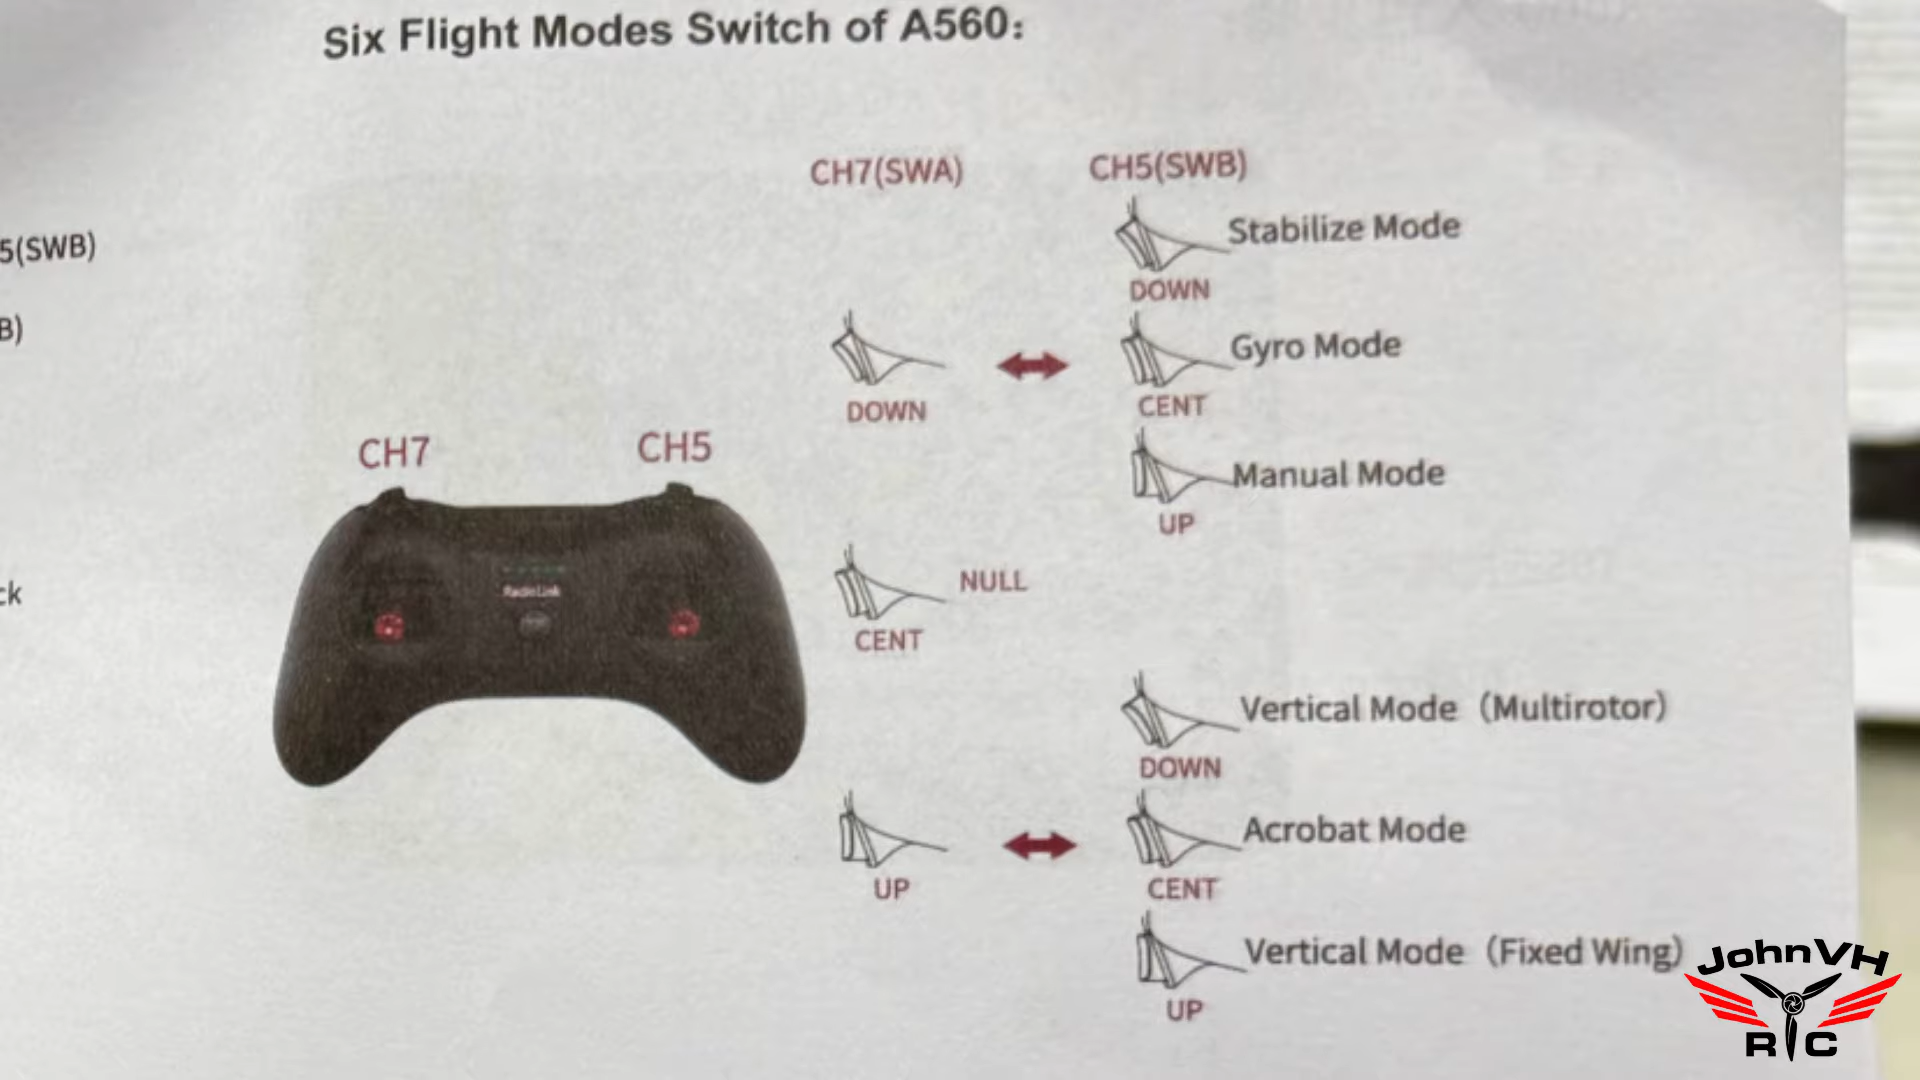 Six Flight Modes Switch of A560:
CH7(SWA)
CH5(SWB)
5(SWB)
Stabilize Mode
DOWN
B)
Gyro Mode
DOWN
CENT
CH7
CH5
Manual Mode
UP
ck
RadioLink
NULL
CENT
Vertical Mode（Multirotor）
DOWN
Acrobat Mode
UP
CENT
Vertical Mode（Fixed Wing）
UP
JohnVH
RC